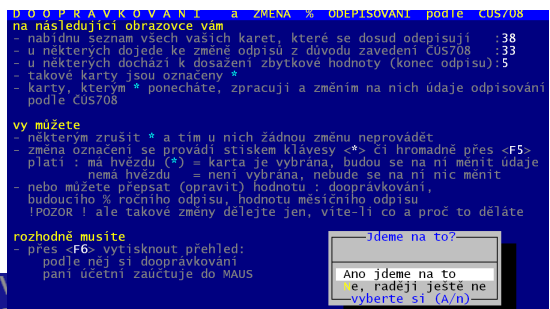 D O O P R A V K O V Á N Í a ZMĚNA % ODEPISOVÁNÍ podle ČÚS708
na následující obrazovce vám
- nabídnu seznam všech vašich karet, které se dosud odepisují :38
- u některých dojede ke změně odpisů z důvodu zavedení ČÚS708 :33
- u některých dochází k dosažení zbytkové hodnoty (konec odpisu):5
- takové karty jsou označeny *
- karty, kterým * ponecháte, zpracuji a změním na nich údaje odpisování
podle ČÚS708
vy můžete
- některým zrušit * a tím u nich žádnou změnu neprovádět
- změna označení se provádí stiskem klávesy <*> či hromadně přes <F5>
platí : má hvězdu (*) = karta je vybrána, budou se na ní měnit údaje
nemá hvězdu = není vybrána, nebude se na ní nic měnit
- nebo můžete přepsat (opravit) hodnotu : dooprávkování,
budoucího % ročního odpisu, hodnotu měsíčního odpisu
!POZOR ! ale takové změny dělejte jen, víte-li co a proč to děláte
rozhodně musíte
- přes <F6> vytisknout přehled:
podle něj si dooprávkování
paní účetní zaúčtuje do MAUS
Jdeme na to?
Ano jdeme na to
Ne, raději ještě ne
vyberte si (A/n)